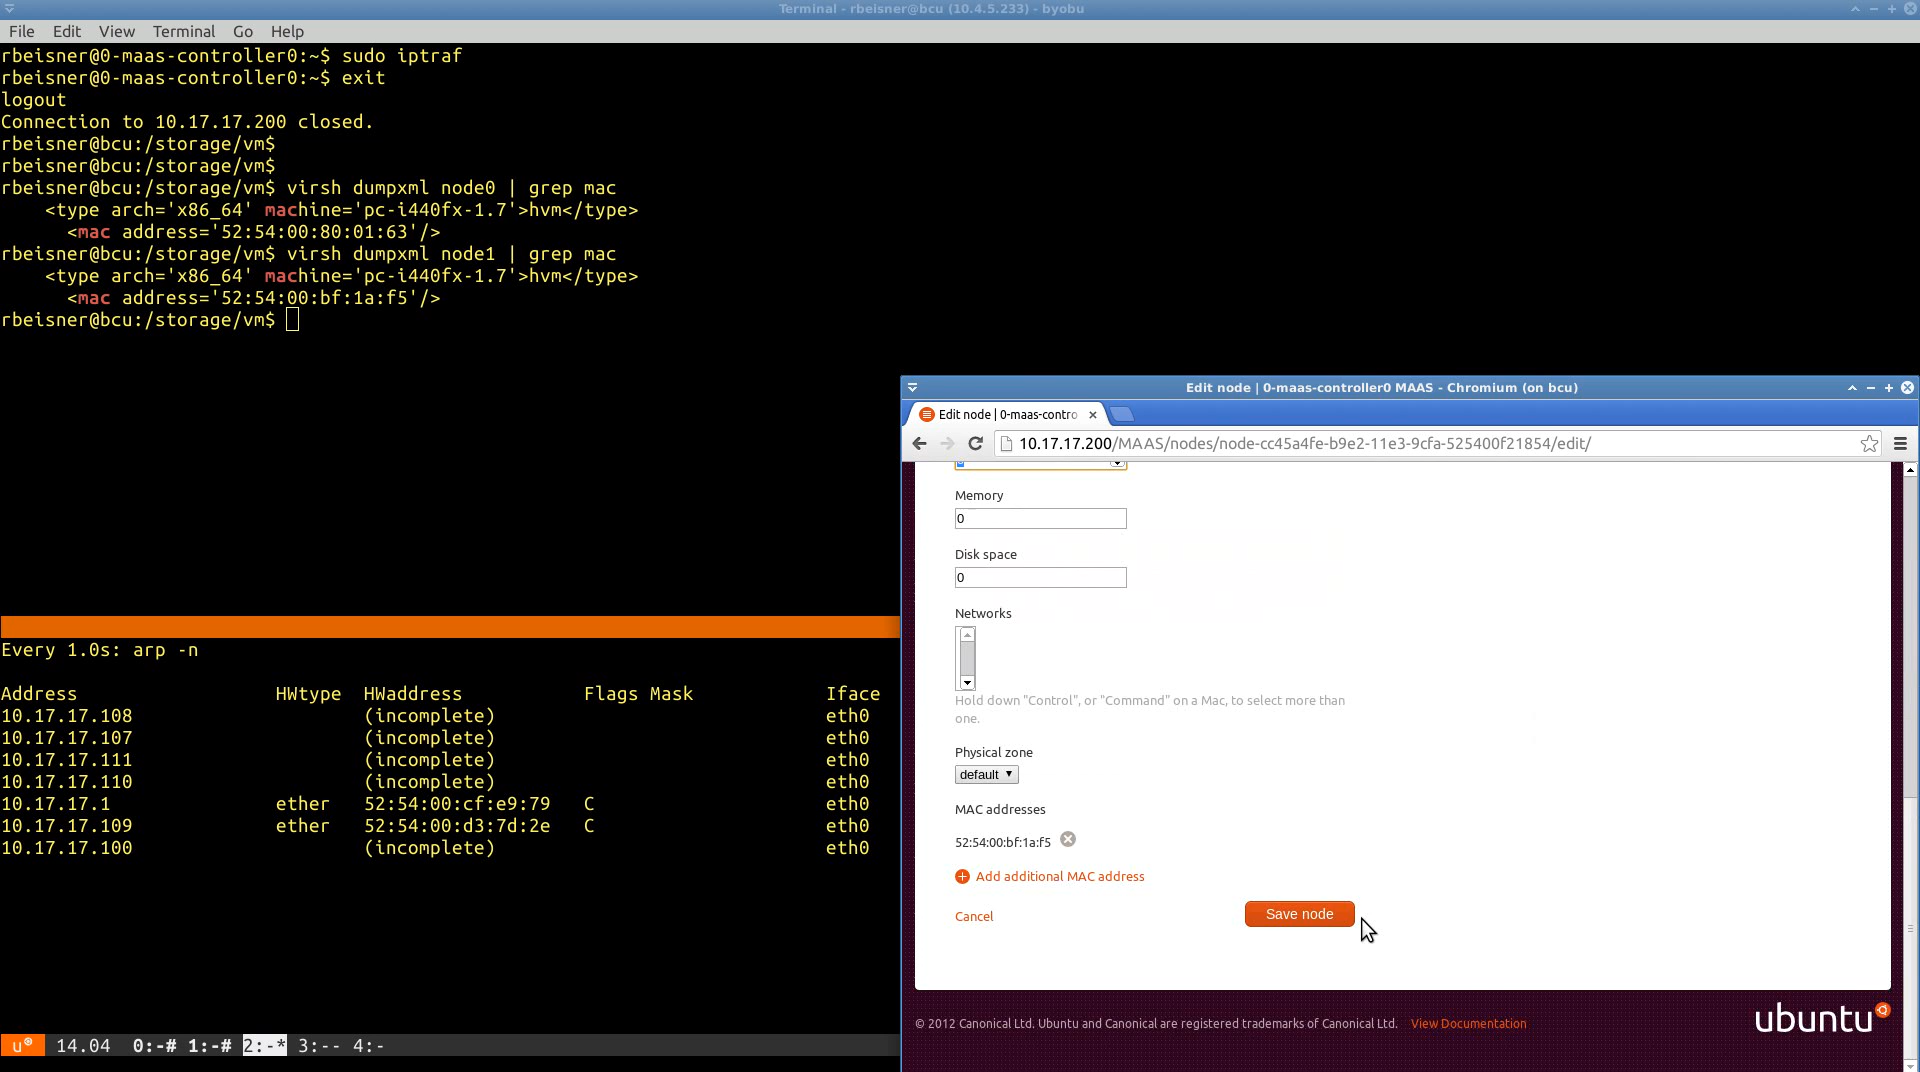 Terminal - rbeisner@bcu (10.4.5.233) - byobu
File Edit View Terminal Go Help
rbeisner@0-maas-controller0:~$ sudo iptraf
rbeisner@0-maas-controller0:~$ exit
logout
Connection to 10.17.17.200 closed.
rbeisner@bcu:/storage/vm$
rbeisner@bcu:/storage/vm$
rbeisner@bcu:/storage/vm$ virsh dumpxml node0 | grep mac
<type arch='x86_64' machine='pc-i440fx-1.7'>hvm</type>
<mac address='52:54:00:80:01:63'/>
rbeisner@bcu:/storage/vm$ virsh dumpxml node1 | grep mac
<type arch='x86_64' machine='pc-i440fx-1.7'>hvm</type>
<mac address='52:54:00:bf:1a:f5'/>
rbeisner@bcu:/storage/vm$
Every 1.0s: arp -n
Address HWtype HWaddress Flags Mask Iface
10.17.17.108 (incomplete) eth0
10.17.17.107 (incomplete) eth0
10.17.17.111 (incomplete) eth0
10.17.17.110 (incomplete) eth0
10.17.17.1 ether 52:54:00:cf:e9:79 C eth0
10.17.17.109 ether 52:54:00:d3:7d:2e C eth0
10.17.17.100 (incomplete) eth0
u 14.04 0:-# 1:-# 2:-* 3:-- 4:-
Edit node | 0-maas-controller0 MAAS - Chromium (on bcu)
Edit node | 0-maas-contro
10.17.17.200/MAAS/nodes/node-cc45a4fe-b9e2-11e3-9cfa-525400f21854/edit/
Memory
0
Disk space
0
Networks
Hold down "Control", or "Command" on a Mac, to select more than
one.
Physical zone
default
MAC addresses
52:54:00:bf:1a:f5
Add additional MAC address
Cancel
Save node
© 2012 Canonical Ltd. Ubuntu and Canonical are registered trademarks of Canonical Ltd. View Documentation
ubuntu